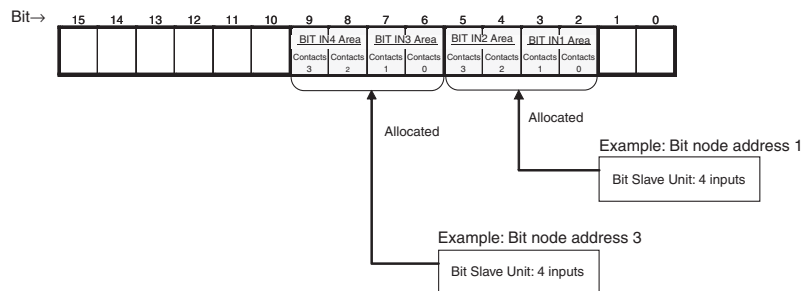 Bit→ 15 14 13 12 11 10 9 8 7 6 5 4 3 2 1 0
BIT IN4 Area BIT IN3 Area BIT IN2 Area BIT IN1 Area
Contacts Contacts Contacts Contacts Contacts Contacts Contacts Contacts
3 2 1 0 3 2 1 0
Allocated
Allocated
Example: Bit node address 1
Bit Slave Unit: 4 inputs
Example: Bit node address 3
Bit Slave Unit: 4 inputs